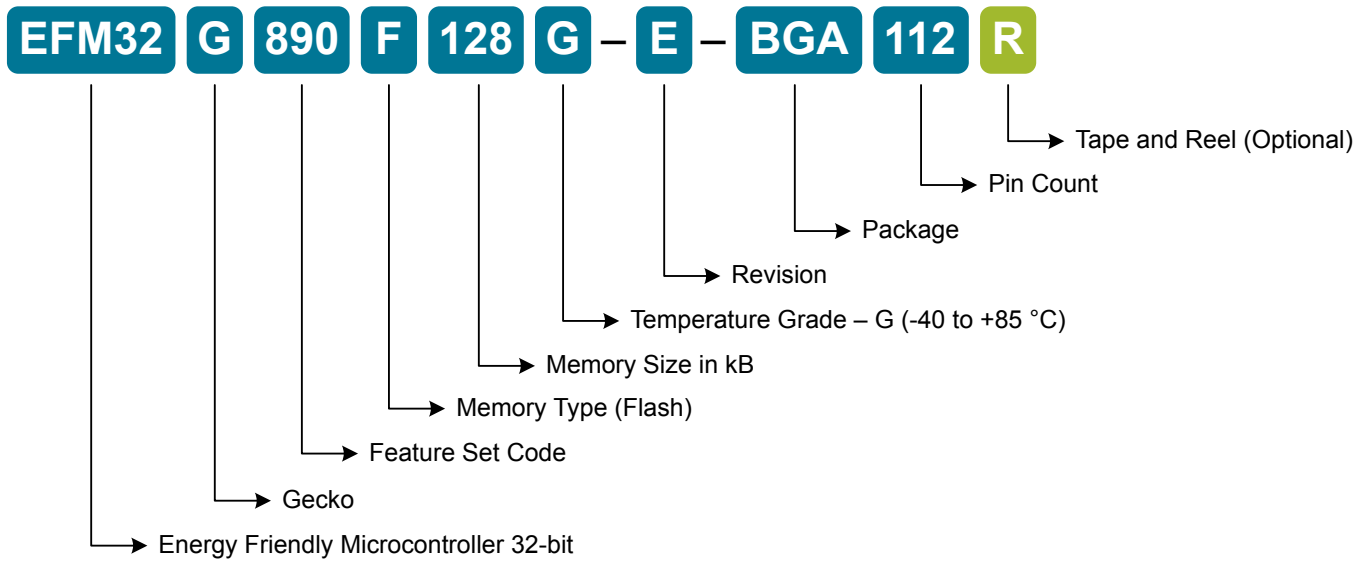 EFM32 G 890 F 128 G – E – BGA 112 R
Tape and Reel (Optional)
Pin Count
Package
Revision
Temperature Grade – G (-40 to +85 °C)
Memory Size in kB
Memory Type (Flash)
Feature Set Code
Gecko
Energy Friendly Microcontroller 32-bit